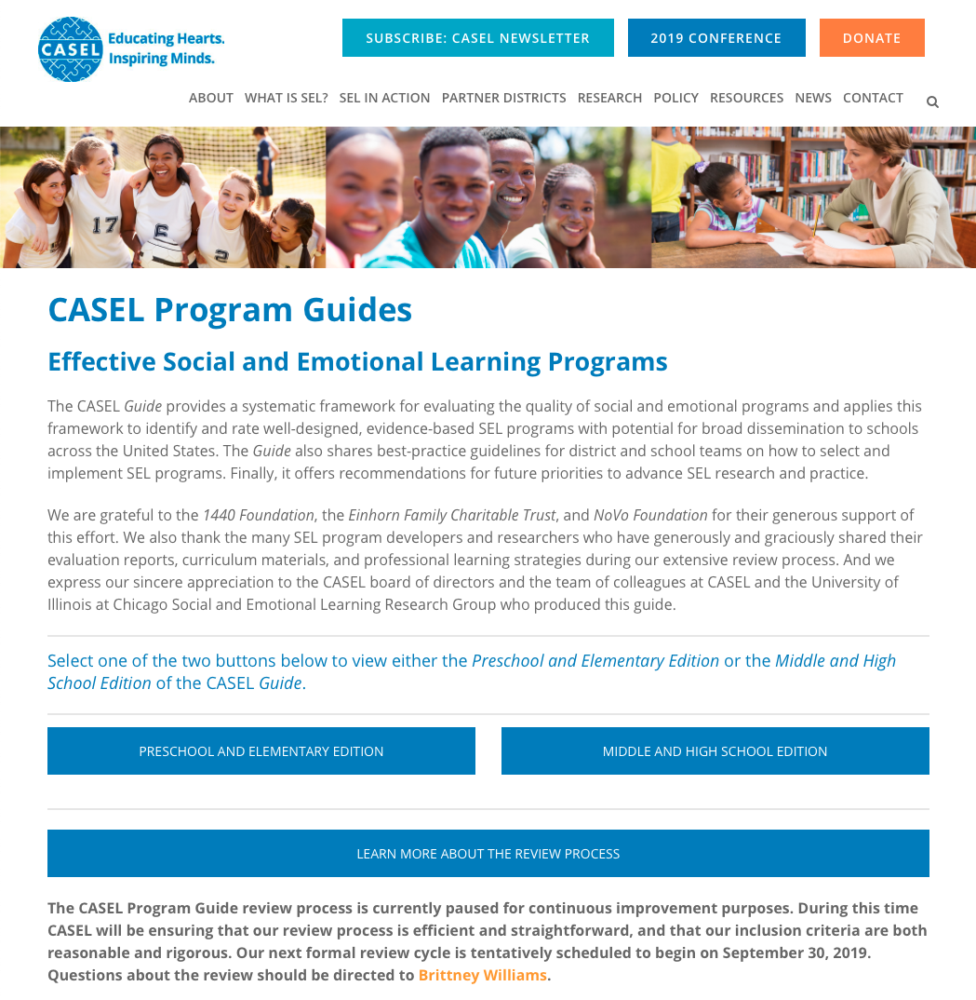 CASEL
Educating Hearts.
Inspiring Minds.
SUBSCRIBE: CASEL NEWSLETTER
2019 CONFERENCE
DONATE
ABOUT WHAT IS SEL? SEL IN ACTION PARTNER DISTRICTS RESEARCH POLICY RESOURCES NEWS CONTACT
17
6
2
CASEL Program Guides
Effective Social and Emotional Learning Programs
The CASEL Guide provides a systematic framework for evaluating the quality of social and emotional programs and applies this
framework to identify and rate well-designed, evidence-based SEL programs with potential for broad dissemination to schools
across the United States. The Guide also shares best-practice guidelines for district and school teams on how to select and
implement SEL programs. Finally, it offers recommendations for future priorities to advance SEL research and practice.
We are grateful to the 1440 Foundation, the Einhorn Family Charitable Trust, and NoVo Foundation for their generous support of
this effort. We also thank the many SEL program developers and researchers who have generously and graciously shared their
evaluation reports, curriculum materials, and professional learning strategies during our extensive review process. And we
express our sincere appreciation to the CASEL board of directors and the team of colleagues at CASEL and the University of
Illinois at Chicago Social and Emotional Learning Research Group who produced this guide.
Select one of the two buttons below to view either the Preschool and Elementary Edition or the Middle and High
School Edition of the CASEL Guide.
PRESCHOOL AND ELEMENTARY EDITION
MIDDLE AND HIGH SCHOOL EDITION
LEARN MORE ABOUT THE REVIEW PROCESS
The CASEL Program Guide review process is currently paused for continuous improvement purposes. During this time
CASEL will be ensuring that our review process is efficient and straightforward, and that our inclusion criteria are both
reasonable and rigorous. Our next formal review cycle is tentatively scheduled to begin on September 30, 2019.
Questions about the review should be directed to Brittney Williams.